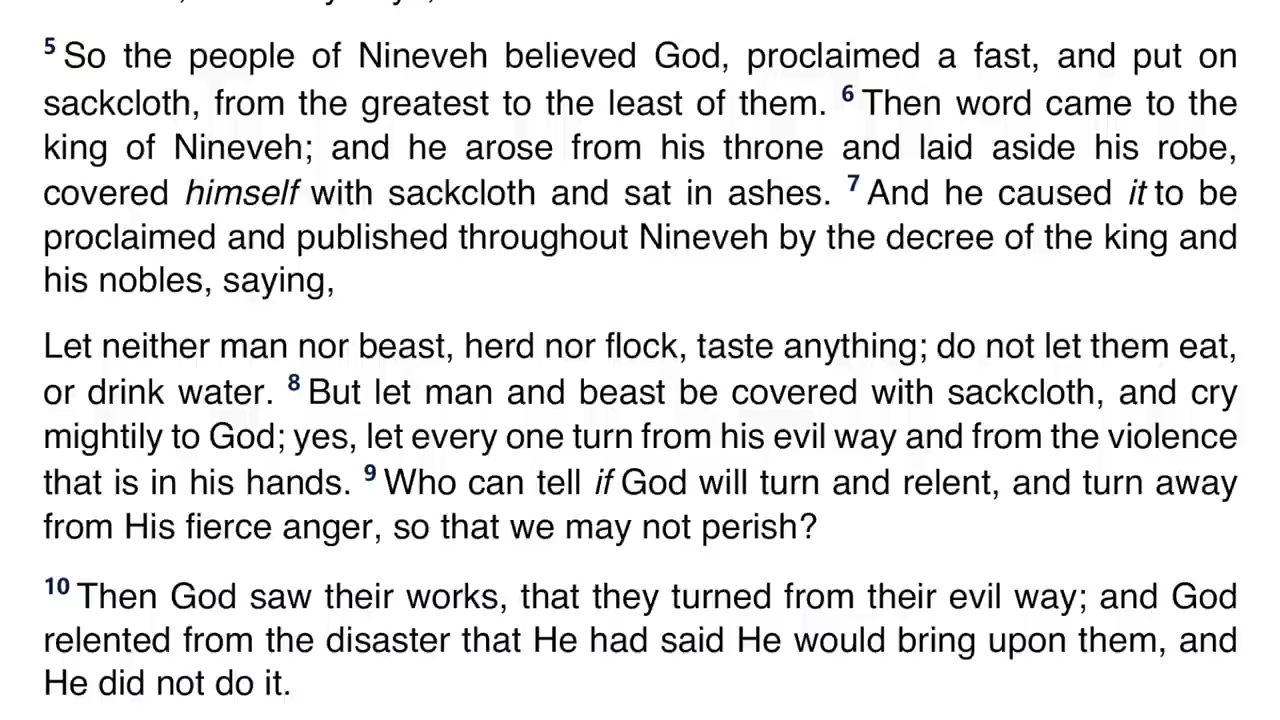 5 So the people of Nineveh believed God, proclaimed a fast, and put on
sackcloth, from the greatest to the least of them. 6 Then word came to the
king of Nineveh; and he arose from his throne and laid aside his robe,
covered himself with sackcloth and sat in ashes. 7 And he caused it to be
proclaimed and published throughout Nineveh by the decree of the king and
his nobles, saying,
Let neither man nor beast, herd nor flock, taste anything; do not let them eat,
or drink water. 8 But let man and beast be covered with sackcloth, and cry
mightily to God; yes, let every one turn from his evil way and from the violence
that is in his hands. 9 Who can tell if God will turn and relent, and turn away
from His fierce anger, so that we may not perish?
10 Then God saw their works, that they turned from their evil way; and God
relented from the disaster that He had said He would bring upon them, and
He did not do it.